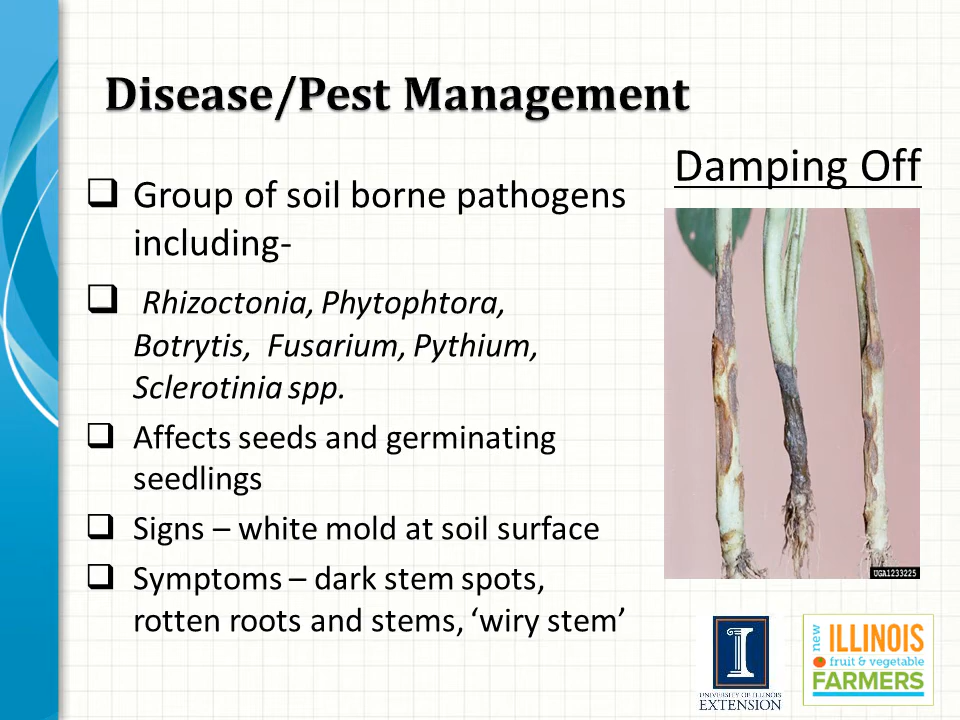 Disease/Pest Management
Damping Off
Group of soil borne pathogens
including-
Rhizoctonia, Phytophtora,
Botrytis, Fusarium, Pythium,
Sclerotinia spp.
Affects seeds and germinating
seedlings
Signs – white mold at soil surface
Symptoms – dark stem spots,
rotten roots and stems, ‘wiry stem’
UGA1233225
I
UNIVERSITY OF ILLINOIS
EXTENSION
new
ILLINOIS
fruit & vegetable
FARMERS